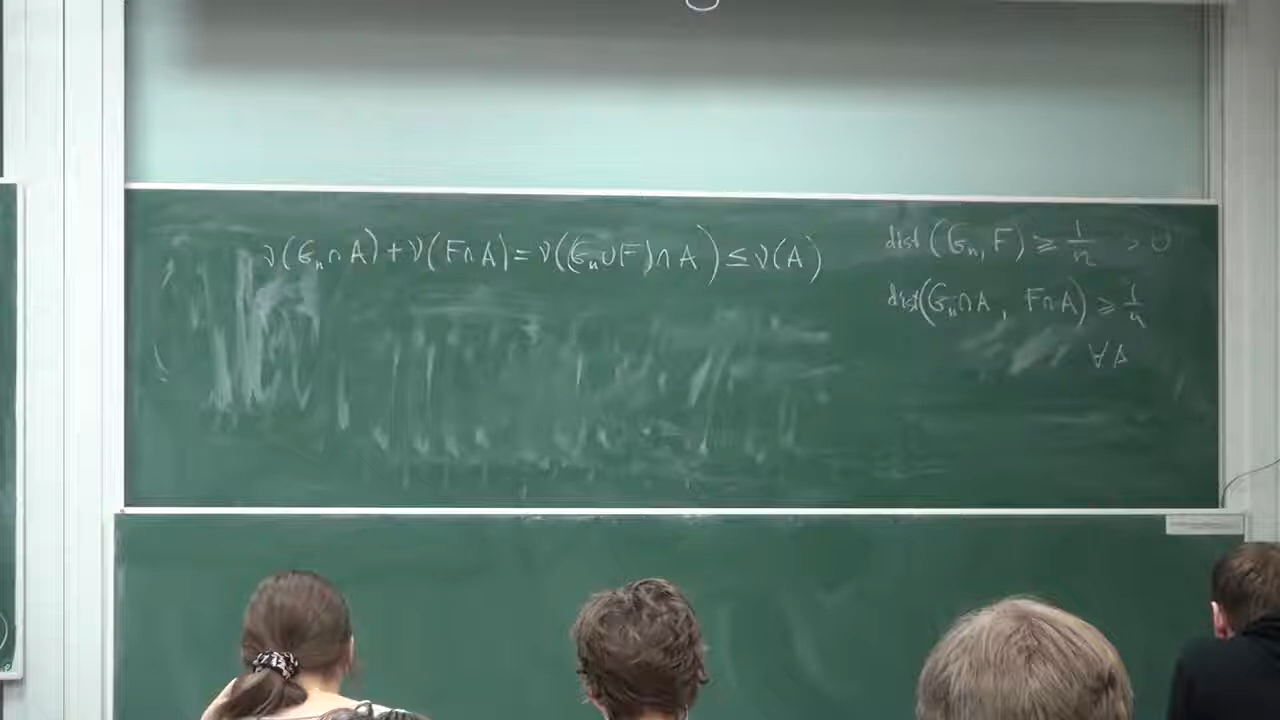 ν(G_n∩A)+ν(F∩A)=ν((G_n∪F)∩A)≤ν(A)
dist(G_n,F)≥1/n >0
dist(G_n∩A, F∩A)≥1/n
∀A